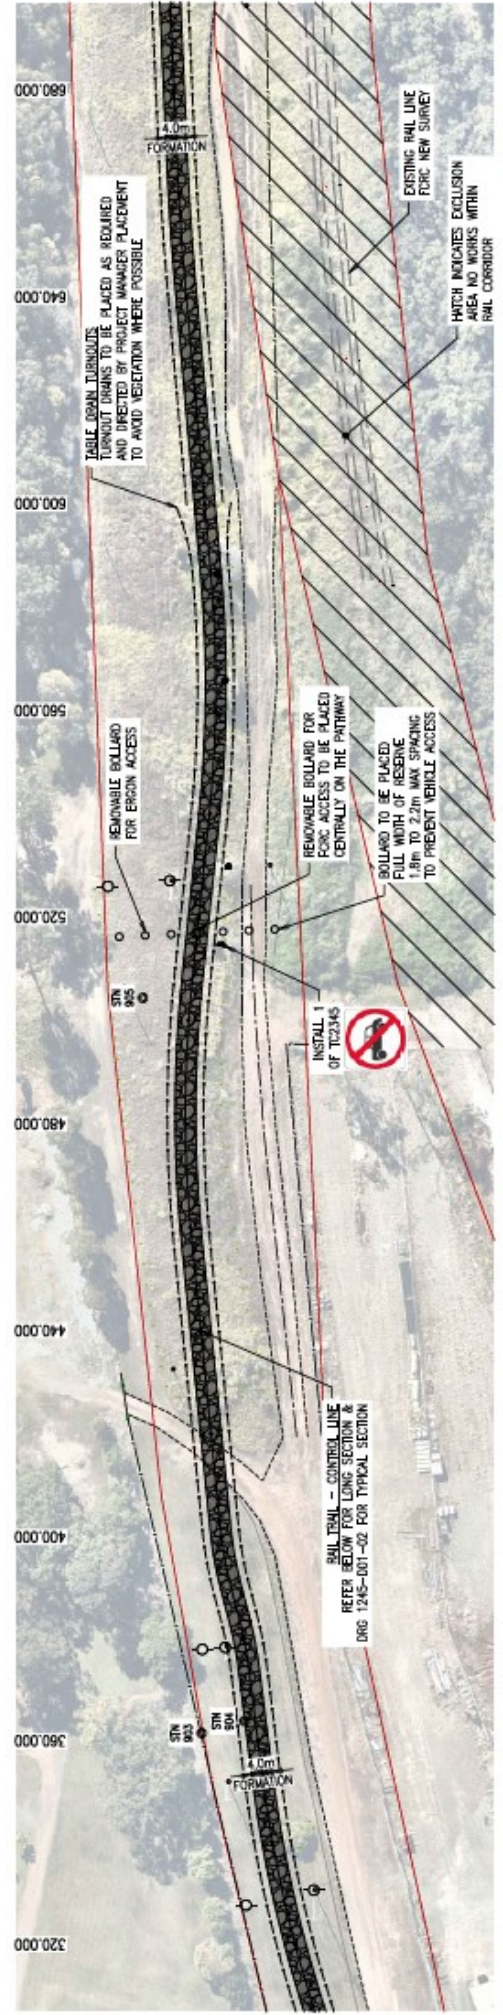 320.000
360.000
400.000
440.000
480.000
520.000
560.000
600.000
640.000
680.000
4.0m
FORMATION
STN
903
STN
904
RAIL TRAIL - CONTROL LINE
REFER BELOW FOR LONG SECTION &
DRG 1245-D01-02 FOR TYPICAL SECTION
STN
905
INSTALL 1
OF TC2345
REMOVABLE BOLLARD
FOR ERGON ACCESS
REMOVABLE BOLLARD FOR
FCRC ACCESS TO BE PLACED
CENTRALLY ON THE PATHWAY
BOLLARD TO BE PLACED
FULL WIDTH OF RESERVE
1.8m TO 2.2m MAX SPACING
TO PREVENT VEHICLE ACCESS
TABLE DRAIN TURNOUTS
TURNOUT DRAINS TO BE PLACED AS REQUIRED
AND DIRECTED BY PROJECT MANAGER PLACEMENT
TO AVOID VEGETATION WHERE POSSIBLE
4.0m
FORMATION
EXISTING RAIL LINE
FCRC NEW SURVEY
HATCH INDICATES EXCLUSION
AREA NO WORKS WITHIN
RAIL CORRIDOR